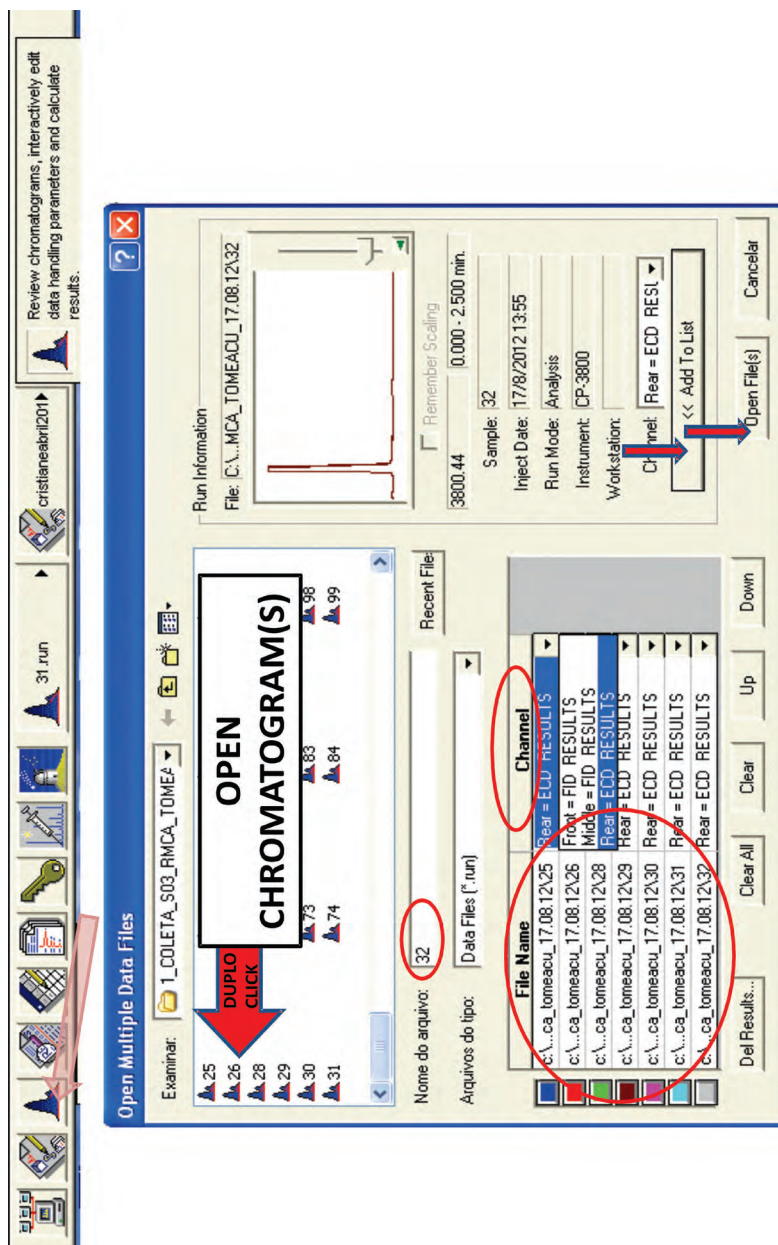 31.run
cristianeabril201
Review chromatograms, interactively edit
data handling parameters and calculate
results.
Open Multiple Data Files
Examinar:
1_COLETA_S03_RMCA_TOMEA
25
26
28
29
30
31
73
74
83
84
98
99
DUPLO
CLICK
OPEN
CHROMATOGRAM(S)
Nome do arquivo:
32
Recent File
Arquivos do tipo:
Data Files (*.run)
File Name
Channel
c:\...ca_tomeacu_17.08.12\25
Rear = ECD RESULTS
c:\...ca_tomeacu_17.08.12\26
Front = FID RESULTS
c:\...ca_tomeacu_17.08.12\28
Middle = FID RESULTS
Rear = ECD RESULTS
c:\...ca_tomeacu_17.08.12\29
Rear = ECD RESULTS
c:\...ca_tomeacu_17.08.12\30
Rear = ECD RESULTS
c:\...ca_tomeacu_17.08.12\31
Rear = ECD RESULTS
c:\...ca_tomeacu_17.08.12\32
Rear = ECD RESULTS
Del Results...
Clear All
Clear
Up
Down
Run Information
File: C:\...MCA_TOMEACU_17.08.12\32
Remember Scaling
3800.44
0.000 - 2.500 min.
Sample: 32
Inject Date: 17/8/2012 13:55
Run Mode: Analysis
Instrument: CP-3800
Workstation:
Rear = ECD RESL
<< Add To List
Open File(s)
Cancelar